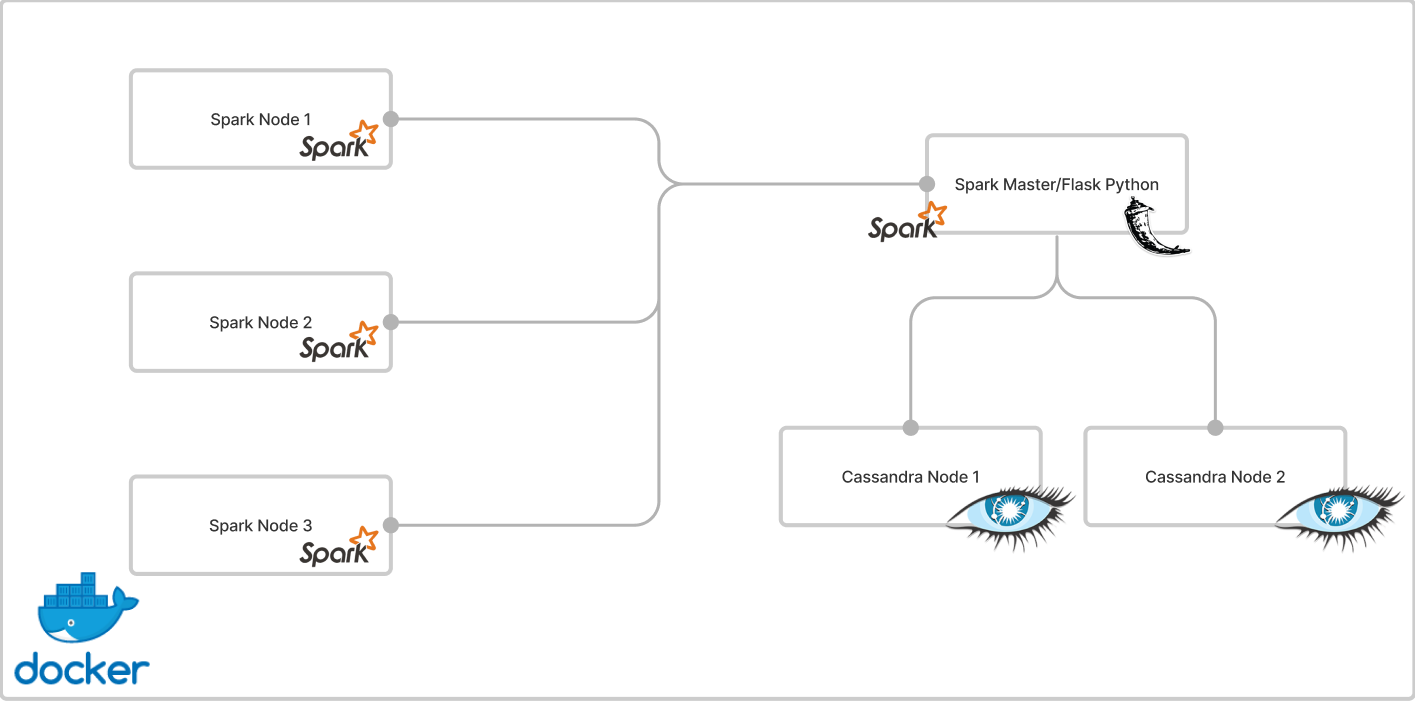 Spark Node 1
Spark
Spark Master/Flask Python
Spark
Spark Node 2
Spark
Cassandra Node 1
Cassandra Node 2
Spark Node 3
Spark
docker